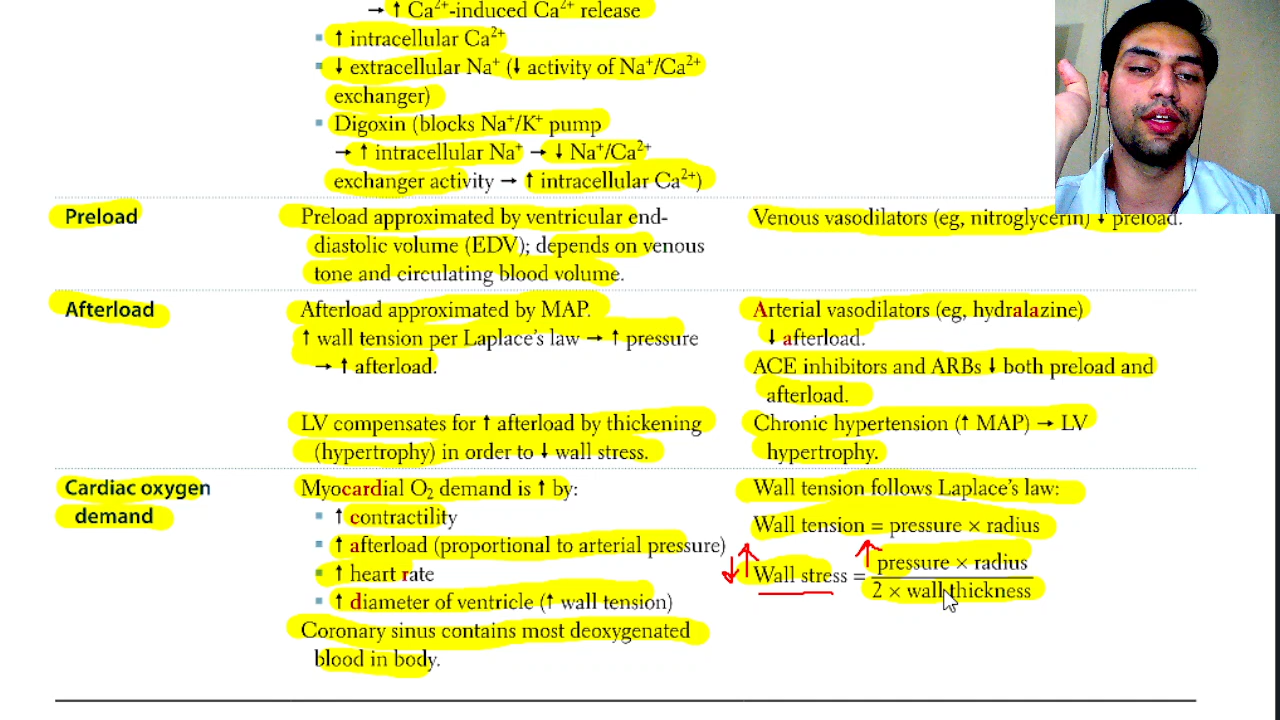 → ↑ Ca²⁺-induced Ca²⁺ release
▪ ↑ intracellular Ca²⁺
▪ ↓ extracellular Na⁺ (↓ activity of Na⁺/Ca²⁺
exchanger)
▪ Digoxin (blocks Na⁺/K⁺ pump
→ ↑ intracellular Na⁺ → ↓ Na⁺/Ca²⁺
exchanger activity → ↑ intracellular Ca²⁺)
Preload
Preload approximated by ventricular end-
diastolic volume (EDV); depends on venous
tone and circulating blood volume.
Venous vasodilators (eg, nitroglycerin) ↓ preload.
Afterload
Afterload approximated by MAP.
↑ wall tension per Laplace's law → ↑ pressure
→ ↑ afterload.
LV compensates for ↑ afterload by thickening
(hypertrophy) in order to ↓ wall stress.
Arterial vasodilators (eg, hydralazine)
↓ afterload.
ACE inhibitors and ARBs ↓ both preload and
afterload.
Chronic hypertension (↑ MAP) → LV
hypertrophy.
Cardiac oxygen
demand
Myocardial O₂ demand is ↑ by:
▪ ↑ contractility
▪ ↑ afterload (proportional to arterial pressure)
▪ ↑ heart rate
▪ ↑ diameter of ventricle (↑ wall tension)
Coronary sinus contains most deoxygenated
blood in body.
Wall tension follows Laplace's law:
Wall tension = pressure × radius
Wall stress = pressure × radius
2 × wall thickness